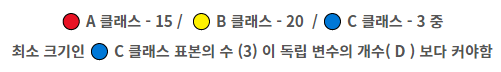 A 클래스 - 15 / B 클래스 - 20 / C 클래스 - 3 중
최소 크기인 C 클래스 표본의 수 (3) 이 독립 변수의 개수( D ) 보다 커야함